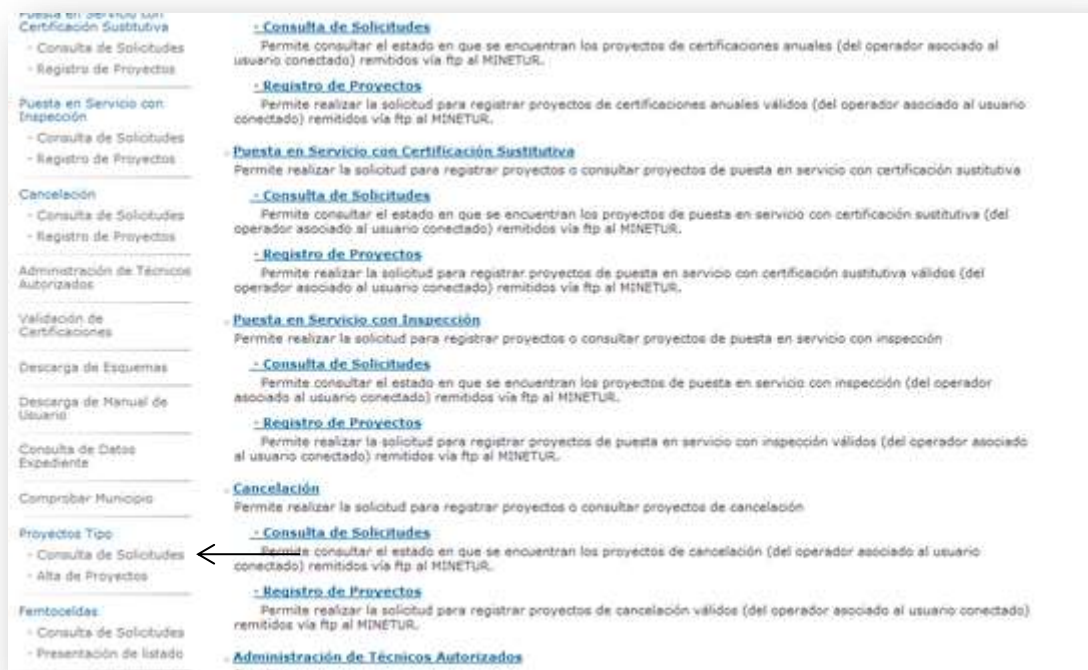 Puesta en Servicio con
Certificación Sustitutiva
- Consulta de Solicitudes
- Registro de Proyectos
Puesta en Servicio con
Inspección
- Consulta de Solicitudes
- Registro de Proyectos
Cancelación
- Consulta de Solicitudes
- Registro de Proyectos
Administración de Técnicos
Autorizados
Validación de
Certificaciones
Descarga de Esquemas
Descarga de Manual de
Usuario
Consulta de Datos
Expediente
Comprobar Municipio
Proyectos Tipo
- Consulta de Solicitudes
- Alta de Proyectos
Femtoceldas
- Consulta de Solicitudes
- Presentación de listado
- Consulta de Solicitudes
Permite consultar el estado en que se encuentran los proyectos de certificaciones anuales (del operador asociado al
usuario conectado) remitidos vía ftp al MINETUR.
- Registro de Proyectos
Permite realizar la solicitud para registrar proyectos de certificaciones anuales válidos (del operador asociado al usuario
conectado) remitidos vía ftp al MINETUR.
Puesta en Servicio con Certificación Sustitutiva
Permite realizar la solicitud para registrar proyectos o consultar proyectos de puesta en servicio con certificación sustitutiva
- Consulta de Solicitudes
Permite consultar el estado en que se encuentran los proyectos de puesta en servicio con certificación sustitutiva (del
operador asociado al usuario conectado) remitidos vía ftp al MINETUR.
- Registro de Proyectos
Permite realizar la solicitud para registrar proyectos de puesta en servicio con certificación sustitutiva válidos (del
operador asociado al usuario conectado) remitidos vía ftp al MINETUR.
Puesta en Servicio con Inspección
Permite realizar la solicitud para registrar proyectos o consultar proyectos de puesta en servicio con inspección
- Consulta de Solicitudes
Permite consultar el estado en que se encuentran los proyectos de puesta en servicio con inspección (del operador
asociado al usuario conectado) remitidos vía ftp al MINETUR.
- Registro de Proyectos
Permite realizar la solicitud para registrar proyectos de puesta en servicio con inspección válidos (del operador asociado
al usuario conectado) remitidos vía ftp al MINETUR.
Cancelación
Permite realizar la solicitud para registrar proyectos o consultar proyectos de cancelación
- Consulta de Solicitudes
Permite consultar el estado en que se encuentran los proyectos de cancelación (del operador asociado al usuario
conectado) remitidos vía ftp al MINETUR.
- Registro de Proyectos
Permite realizar la solicitud para registrar proyectos de cancelación válidos (del operador asociado al usuario conectado)
remitidos vía ftp al MINETUR.
Administración de Técnicos Autorizados